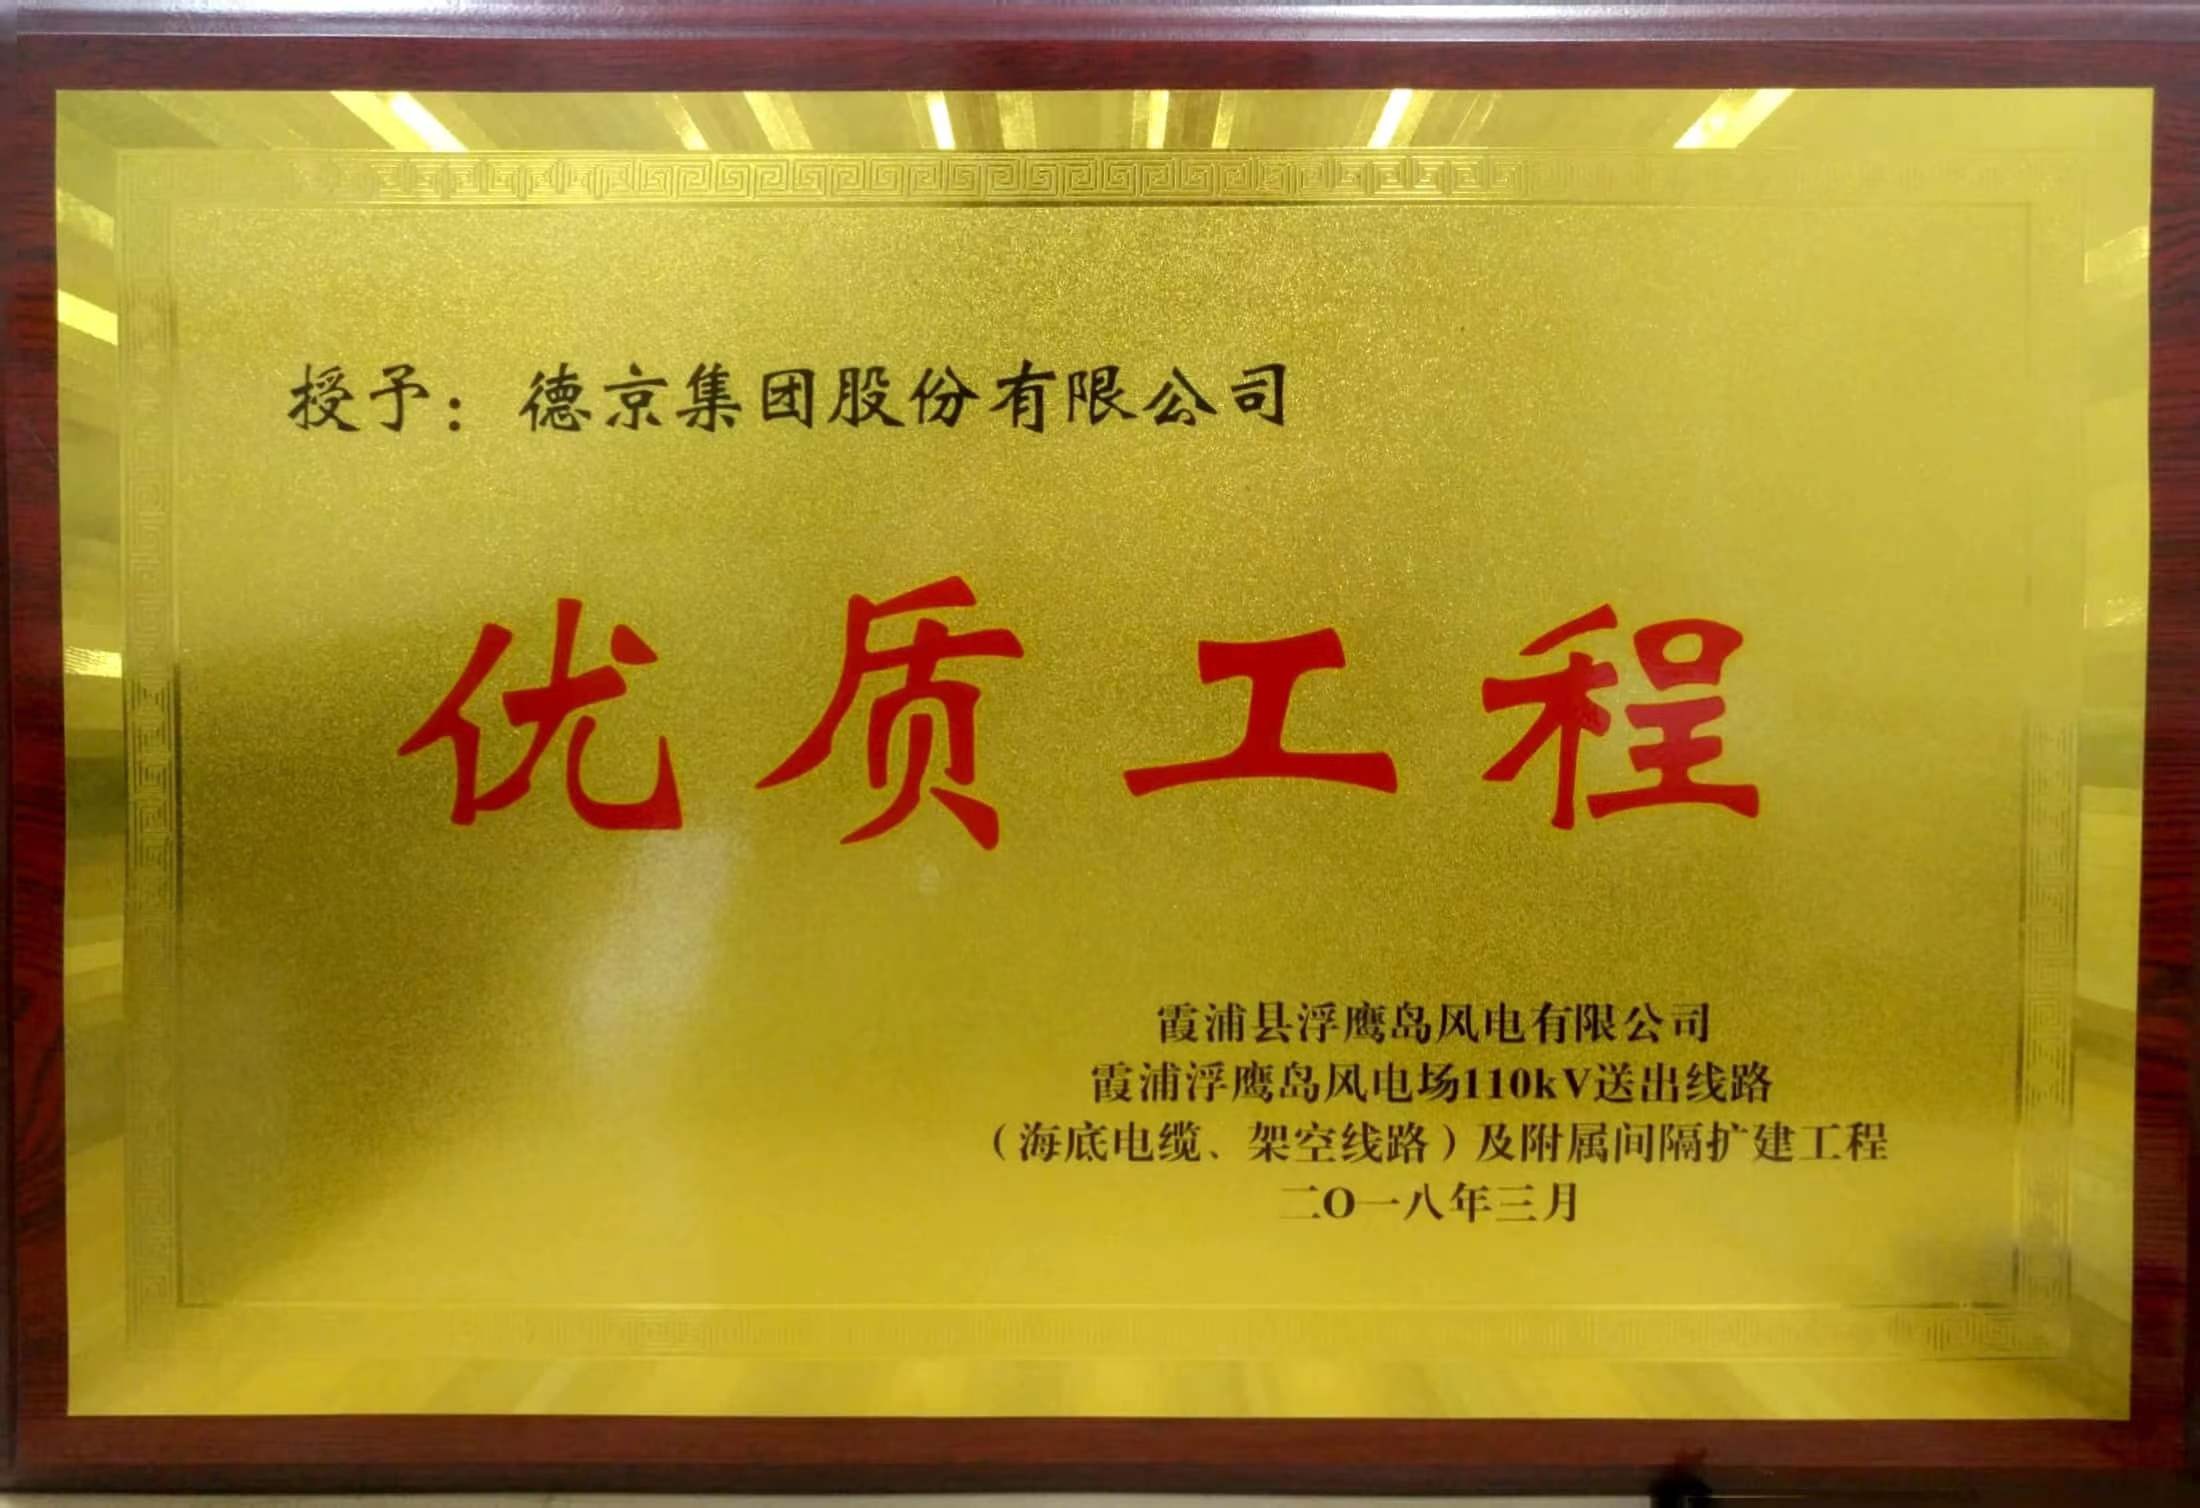 授予：德京集团股份有限公司
优质工程
霞浦县浮鹰岛风电有限公司
霞浦浮鹰岛风电场110kV送出线路
（海底电缆、架空线路）及附属间隔扩建工程
二O一八年三月